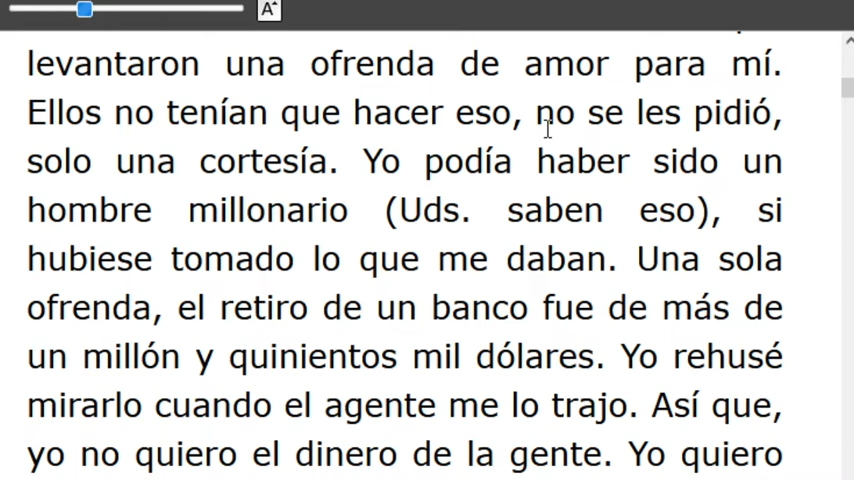 A
levantaron una ofrenda de amor para mí.
Ellos no tenían que hacer eso, no se les pidió,
solo una cortesía. Yo podía haber sido un
hombre millonario (Uds. saben eso), si
hubiese tomado lo que me daban. Una sola
ofrenda, el retiro de un banco fue de más de
un millón y quinientos mil dólares. Yo rehusé
mirarlo cuando el agente me lo trajo. Así que,
yo no quiero el dinero de la gente. Yo quiero